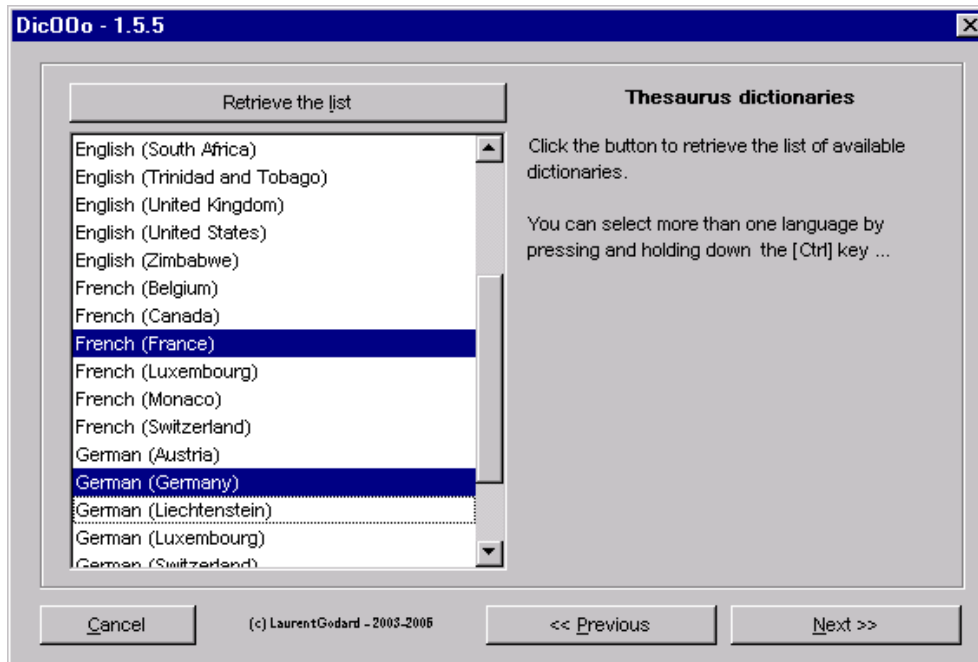 DicOOo - 1.5.5
Retrieve the list
English (South Africa)
English (Trinidad and Tobago)
English (United Kingdom)
English (United States)
English (Zimbabwe)
French (Belgium)
French (Canada)
French (France)
French (Luxembourg)
French (Monaco)
French (Switzerland)
German (Austria)
German (Germany)
German (Liechtenstein)
German (Luxembourg)
German (Switzerland)
Thesaurus dictionaries
Click the button to retrieve the list of available
dictionaries.
You can select more than one language by
pressing and holding down the [Ctrl] key ...
Cancel
(c) LaurentGodard - 2003-2005
<< Previous
Next >>